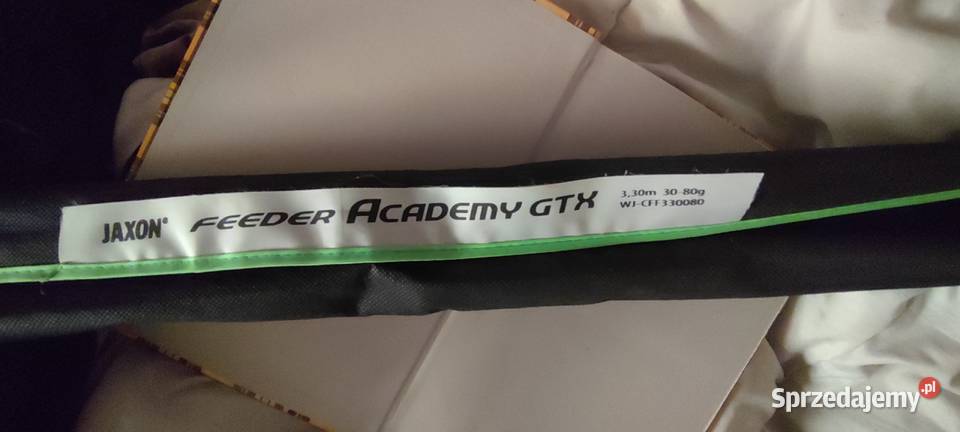 JAXON® FEEDER ACADEMY GTX
3,30m 30-80g
WJ-CFF330080
Sprzedajemy.pl